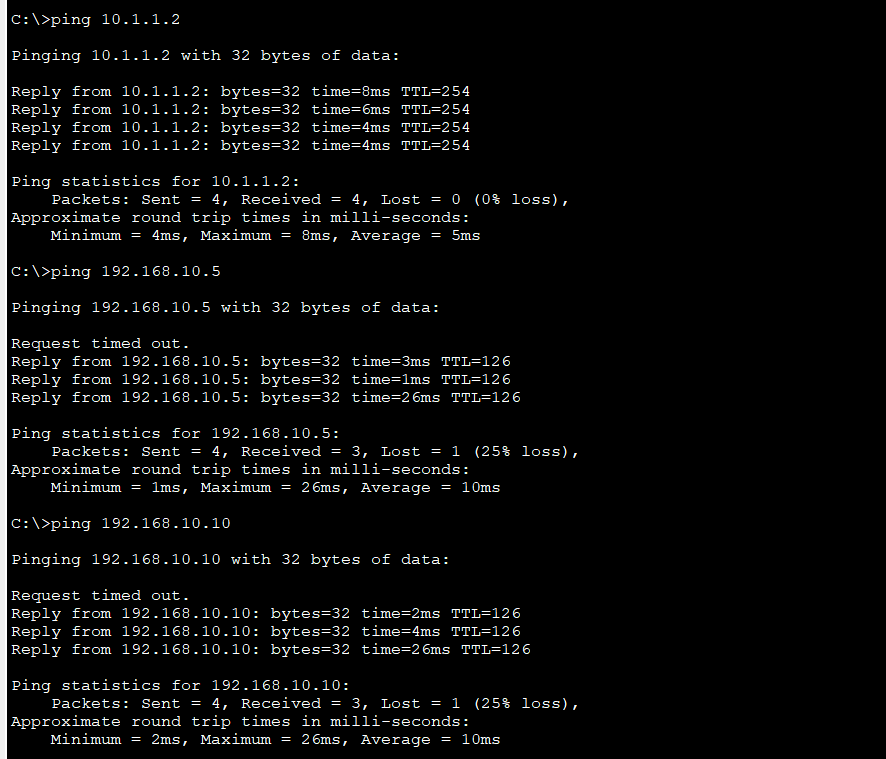 C:\>ping 10.1.1.2
Pinging 10.1.1.2 with 32 bytes of data:
Reply from 10.1.1.2: bytes=32 time=8ms TTL=254
Reply from 10.1.1.2: bytes=32 time=6ms TTL=254
Reply from 10.1.1.2: bytes=32 time=4ms TTL=254
Reply from 10.1.1.2: bytes=32 time=4ms TTL=254
Ping statistics for 10.1.1.2:
    Packets: Sent = 4, Received = 4, Lost = 0 (0% loss),
Approximate round trip times in milli-seconds:
    Minimum = 4ms, Maximum = 8ms, Average = 5ms
C:\>ping 192.168.10.5
Pinging 192.168.10.5 with 32 bytes of data:
Request timed out.
Reply from 192.168.10.5: bytes=32 time=3ms TTL=126
Reply from 192.168.10.5: bytes=32 time=1ms TTL=126
Reply from 192.168.10.5: bytes=32 time=26ms TTL=126
Ping statistics for 192.168.10.5:
    Packets: Sent = 4, Received = 3, Lost = 1 (25% loss),
Approximate round trip times in milli-seconds:
    Minimum = 1ms, Maximum = 26ms, Average = 10ms
C:\>ping 192.168.10.10
Pinging 192.168.10.10 with 32 bytes of data:
Request timed out.
Reply from 192.168.10.10: bytes=32 time=2ms TTL=126
Reply from 192.168.10.10: bytes=32 time=4ms TTL=126
Reply from 192.168.10.10: bytes=32 time=26ms TTL=126
Ping statistics for 192.168.10.10:
    Packets: Sent = 4, Received = 3, Lost = 1 (25% loss),
Approximate round trip times in milli-seconds:
    Minimum = 2ms, Maximum = 26ms, Average = 10ms